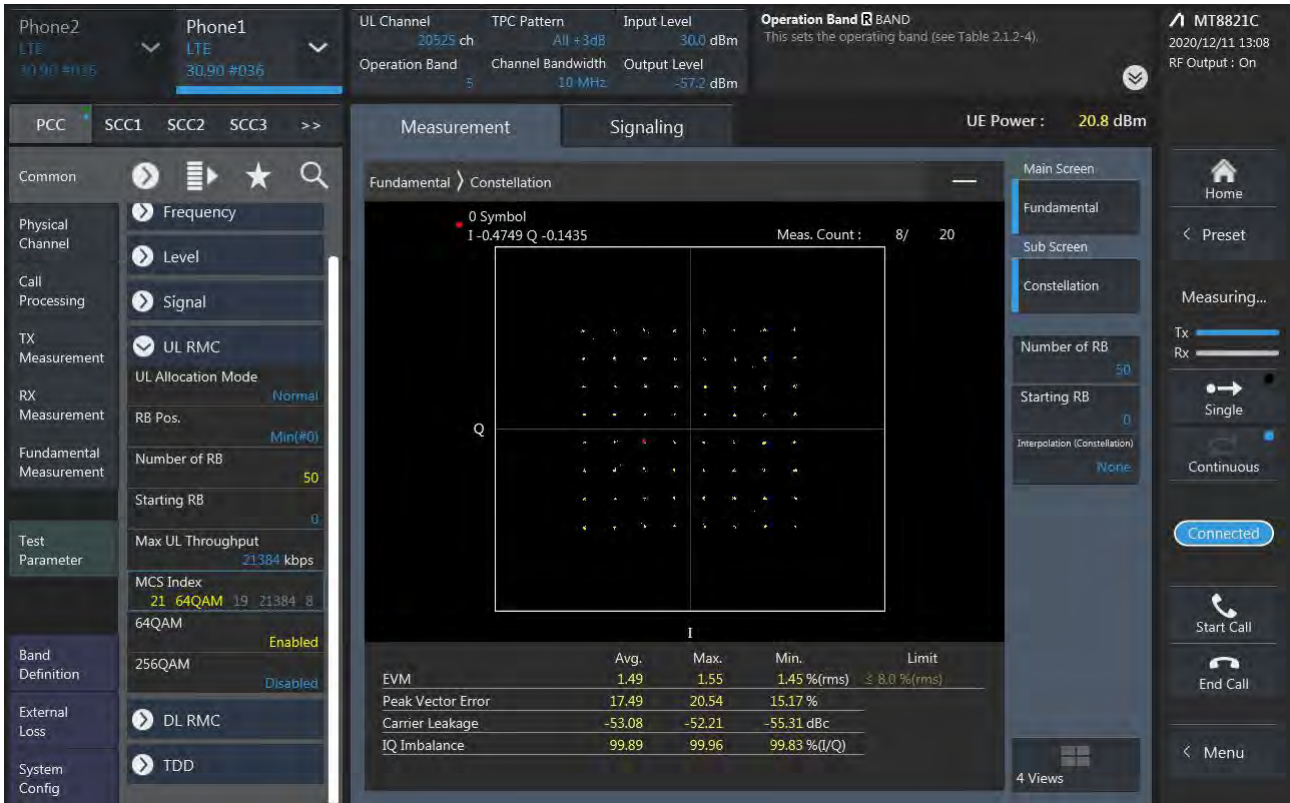 Phone2
LTE
30.90 #036
Phone1
LTE
30.90 #036
UL Channel
20525 ch
TPC Pattern
All +3dB
Input Level
30.0 dBm
Operation Band
5
Channel Bandwidth
10 MHz
Output Level
-57.2 dBm
Operation Band R BAND
This sets the operating band (see Table 2.1.2-4).
MT8821C
2020/12/11 13:08
RF Output : On
PCC SCC1 SCC2 SCC3 >>
Measurement Signaling
UE Power : 20.8 dBm
Common
Physical
Channel
Call
Processing
TX
Measurement
RX
Measurement
Fundamental
Measurement
Test
Parameter
Band
Definition
External
Loss
System
Config
Frequency
Level
Signal
UL RMC
UL Allocation Mode
Normal
RB Pos.
Min(#0)
Number of RB
50
Starting RB
0
Max UL Throughput
21384 kbps
MCS Index
21 64QAM 19 21384 8
64QAM
Enabled
256QAM
Disabled
DL RMC
TDD
Fundamental 〉 Constellation
0 Symbol
I -0.4749 Q -0.1435
Meas. Count : 8/ 20
Q
I
Avg. Max. Min. Limit
EVM 1.49 1.55 1.45 %(rms) ≤ 8.0 %(rms)
Peak Vector Error 17.49 20.54 15.17 %
Carrier Leakage -53.08 -52.21 -55.31 dBc
IQ Imbalance 99.89 99.96 99.83 %(I/Q)
Main Screen
Fundamental
Sub Screen
Constellation
Number of RB
50
Starting RB
0
Interpolation (Constellation)
None
4 Views
Home
< Preset
Measuring...
Tx
Rx
Single
Continuous
Connected
Start Call
End Call
< Menu